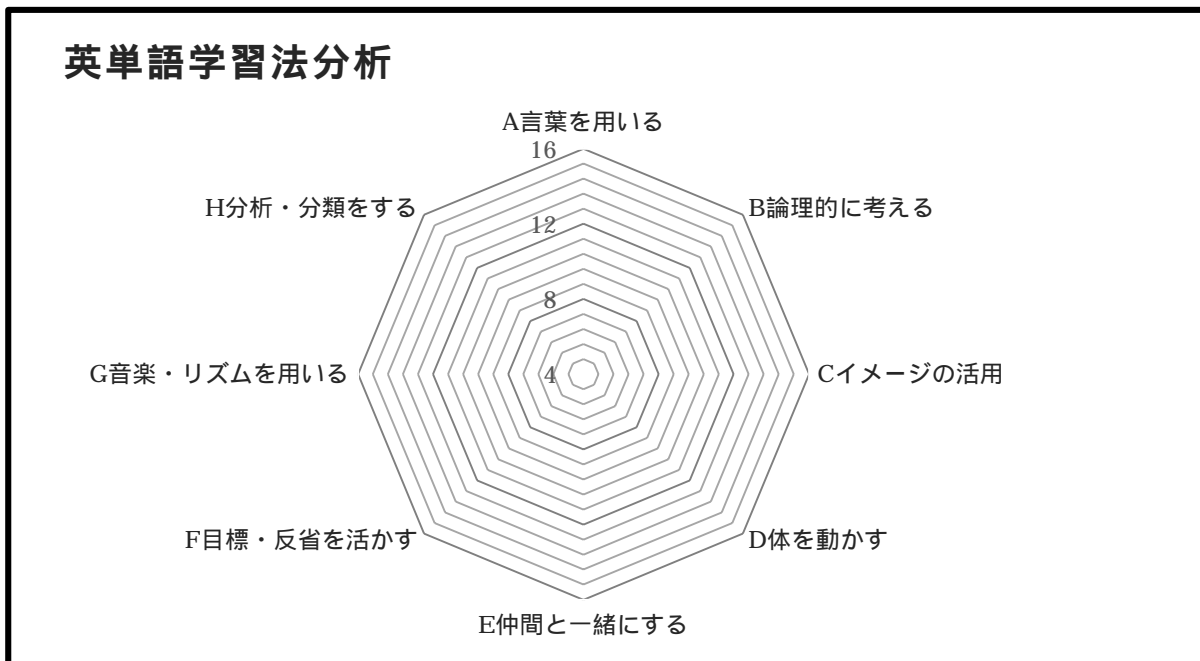 英単語学習法分析
A言葉を用いる
16
H分析・分類をする
B論理的に考える
12
8
G音楽・リズムを用いる
4
Cイメージの活用
F目標・反省を活かす
D体を動かす
E仲間と一緒にする